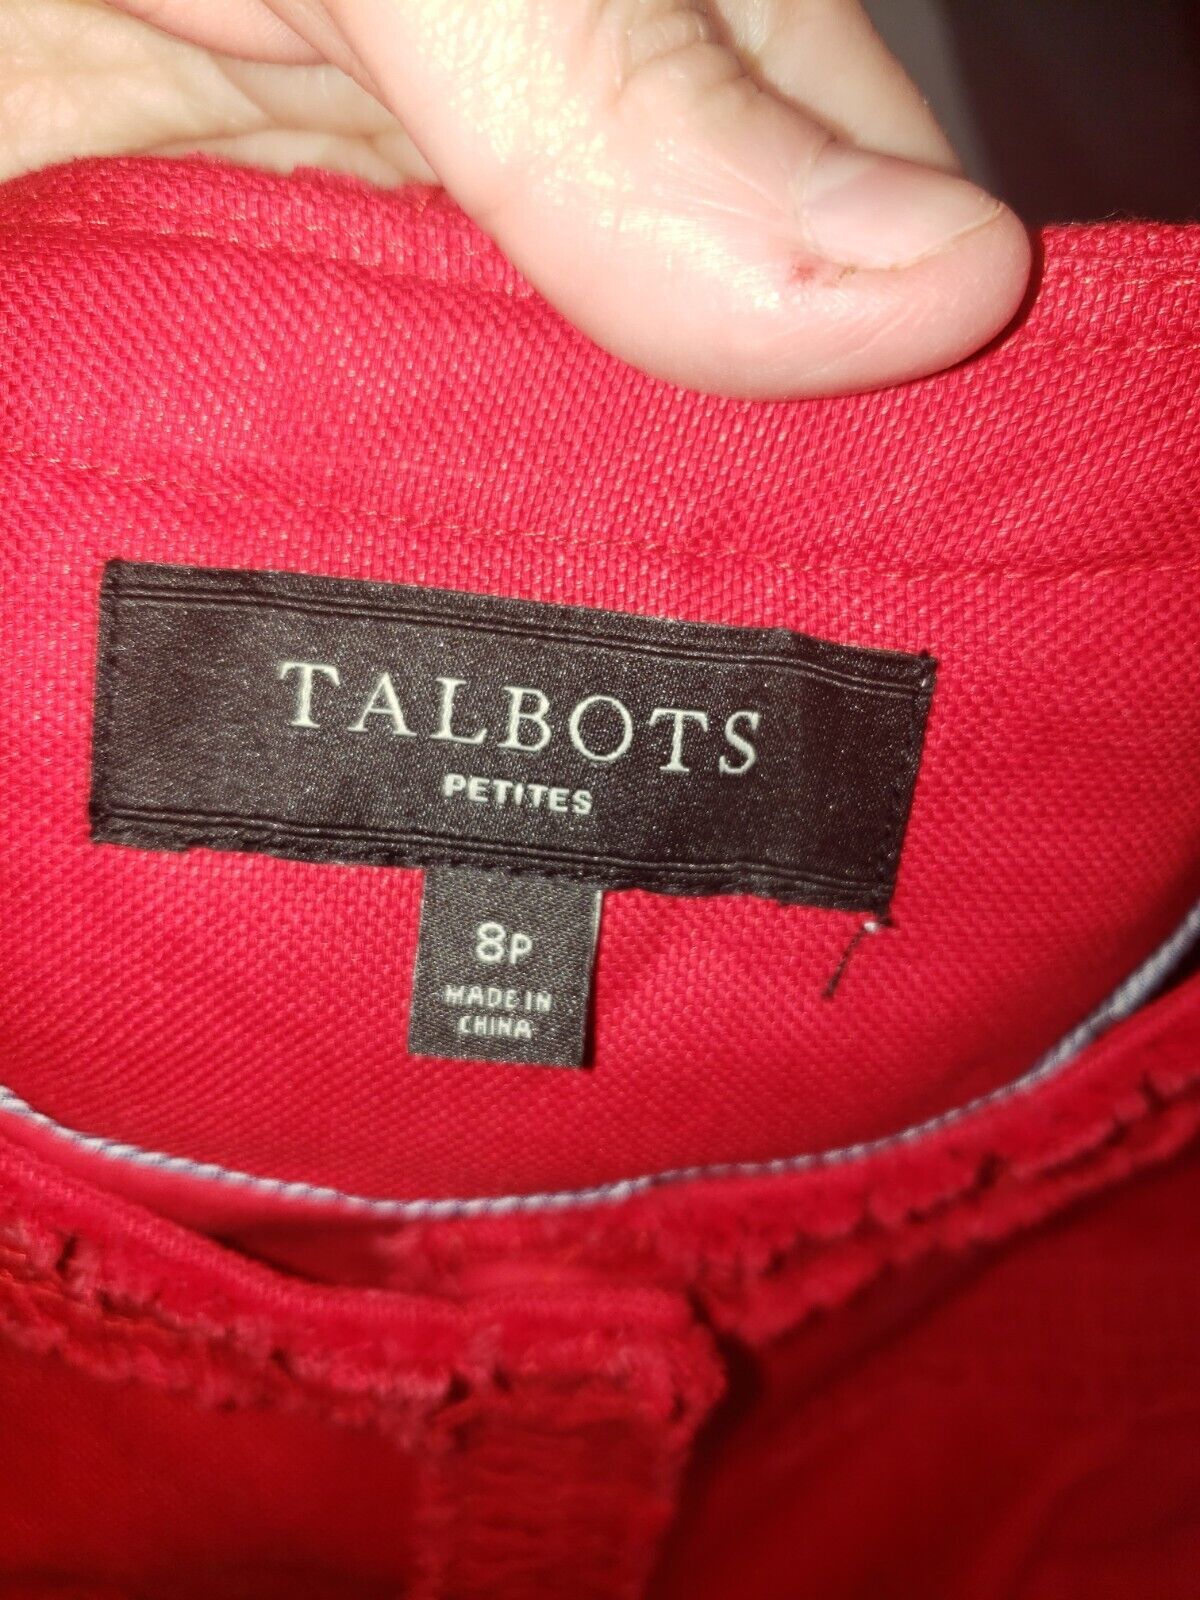 TALBOTS
PETITES
8P
MADE IN
CHINA